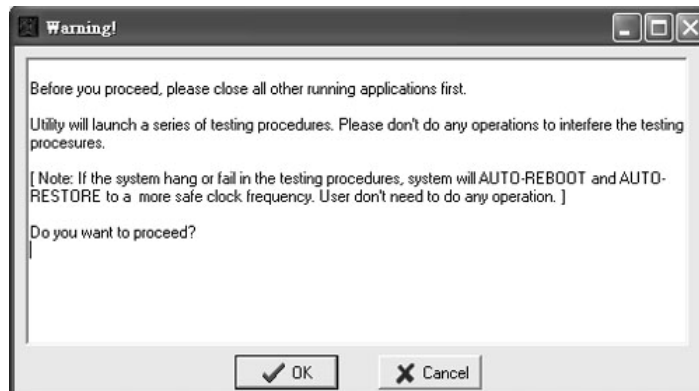 Warning!
Before you proceed, please close all other running applications first.
Utility will launch a series of testing procedures. Please don't do any operations to interfere the testing
procesures.
[ Note: If the system hang or fail in the testing procedures, system will AUTO-REBOOT and AUTO-
RESTORE to a more safe clock frequency. User don't need to do any operation. ]
Do you want to proceed?
OK
Cancel